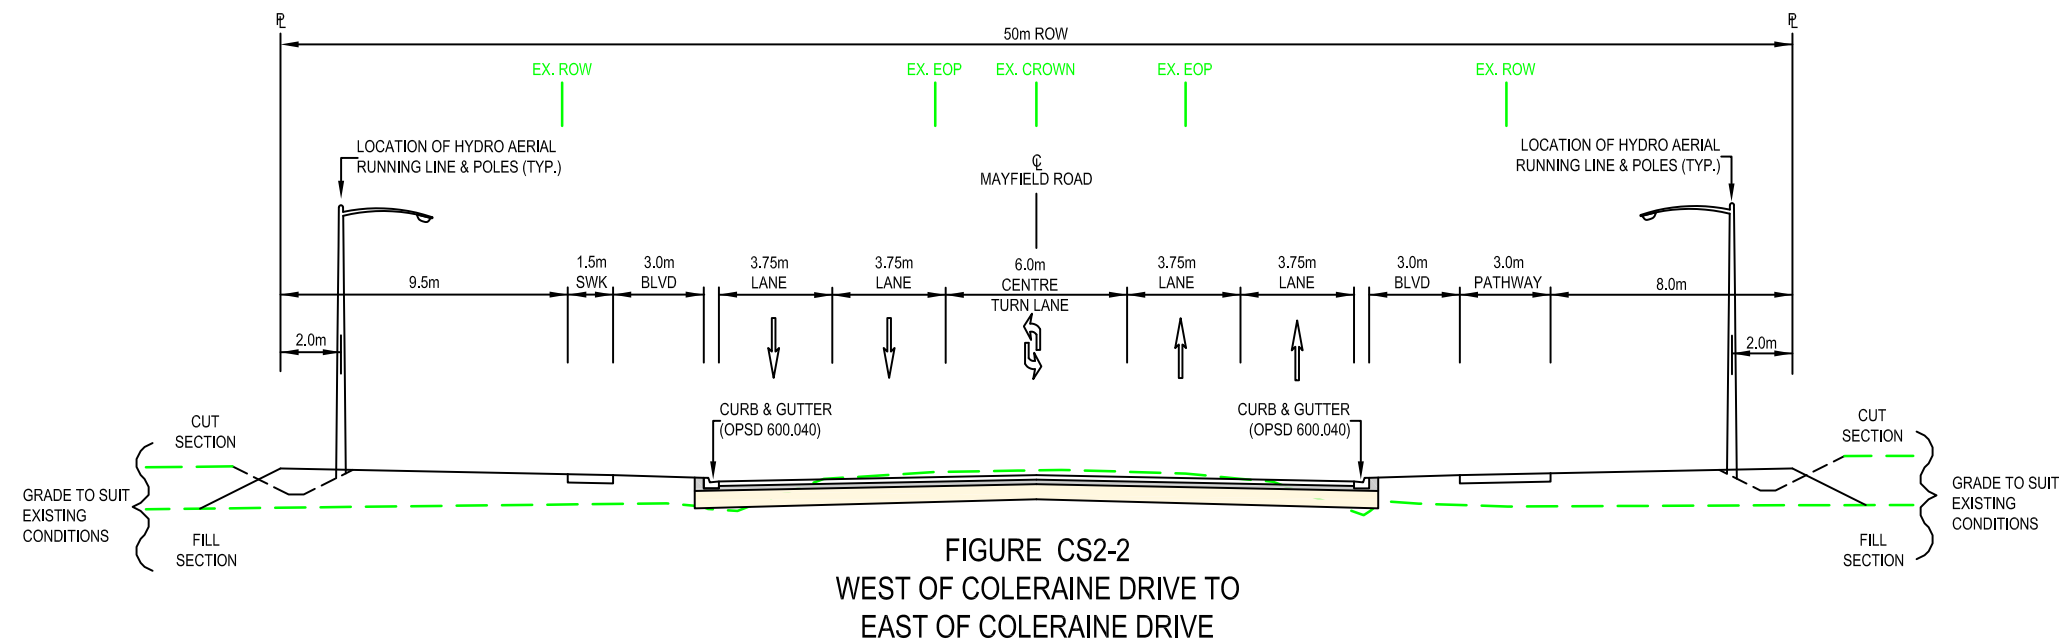 PL
PL
50m ROW
EX. ROW
EX. EOP
EX. CROWN
EX. EOP
EX. ROW
LOCATION OF HYDRO AERIAL
RUNNING LINE & POLES (TYP.)
LOCATION OF HYDRO AERIAL
RUNNING LINE & POLES (TYP.)
CL
MAYFIELD ROAD
9.5m
1.5m
SWK
3.0m
BLVD
3.75m
LANE
3.75m
LANE
6.0m
CENTRE
TURN LANE
3.75m
LANE
3.75m
LANE
3.0m
BLVD
3.0m
PATHWAY
8.0m
2.0m
2.0m
CURB & GUTTER
(OPSD 600.040)
CURB & GUTTER
(OPSD 600.040)
CUT
SECTION
GRADE TO SUIT
EXISTING
CONDITIONS
FILL
SECTION
CUT
SECTION
GRADE TO SUIT
EXISTING
CONDITIONS
FILL
SECTION
FIGURE CS2-2
WEST OF COLERAINE DRIVE TO
EAST OF COLERAINE DRIVE